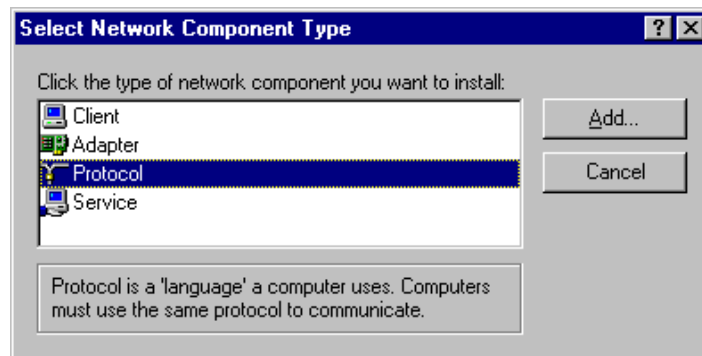 Select Network Component Type
Click the type of network component you want to install:
Client
Adapter
Protocol
Service
Add...
Cancel
Protocol is a 'language' a computer uses. Computers
must use the same protocol to communicate.